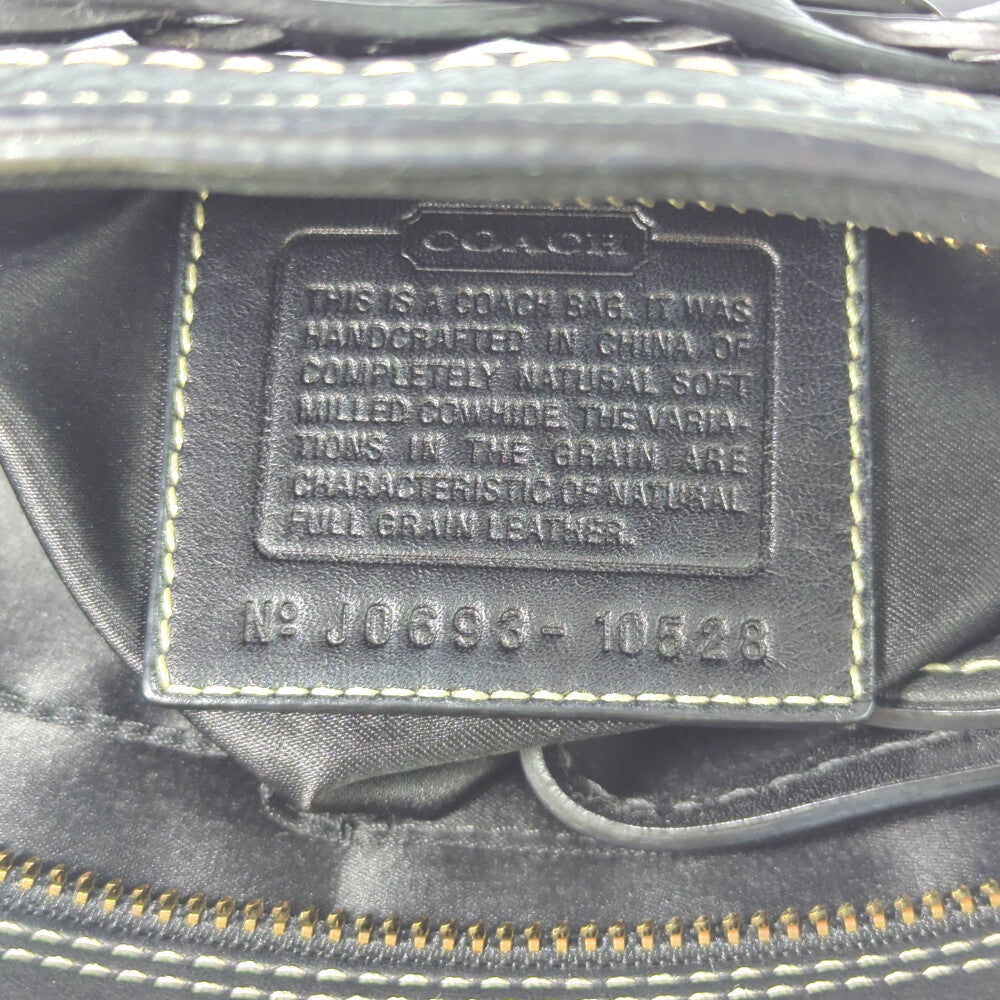 COACH
THIS IS A COACH BAG. IT WAS
HANDCRAFTED IN CHINA OF
COMPLETELY NATURAL SOFT
MILLED COWHIDE. THE VARIA-
TIONS IN THE GRAIN ARE
CHARACTERISTIC OF NATURAL
FULL GRAIN LEATHER.
Nº J0693-10528